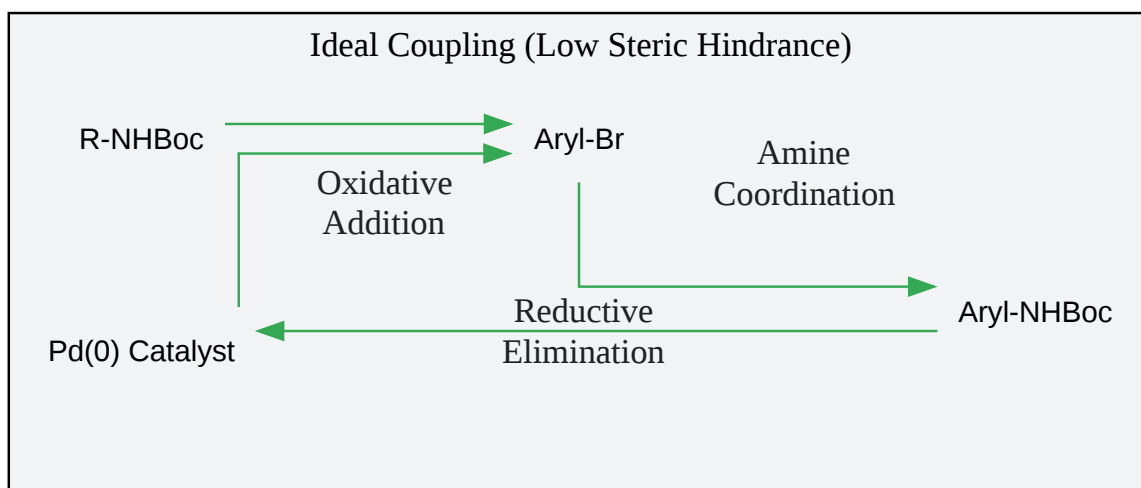 Ideal Coupling (Low Steric Hindrance)
R-NHBoc
Aryl-Br
Amine
Coordination
Oxidative
Addition
Reductive
Elimination
Aryl-NHBoc
Pd(0) Catalyst